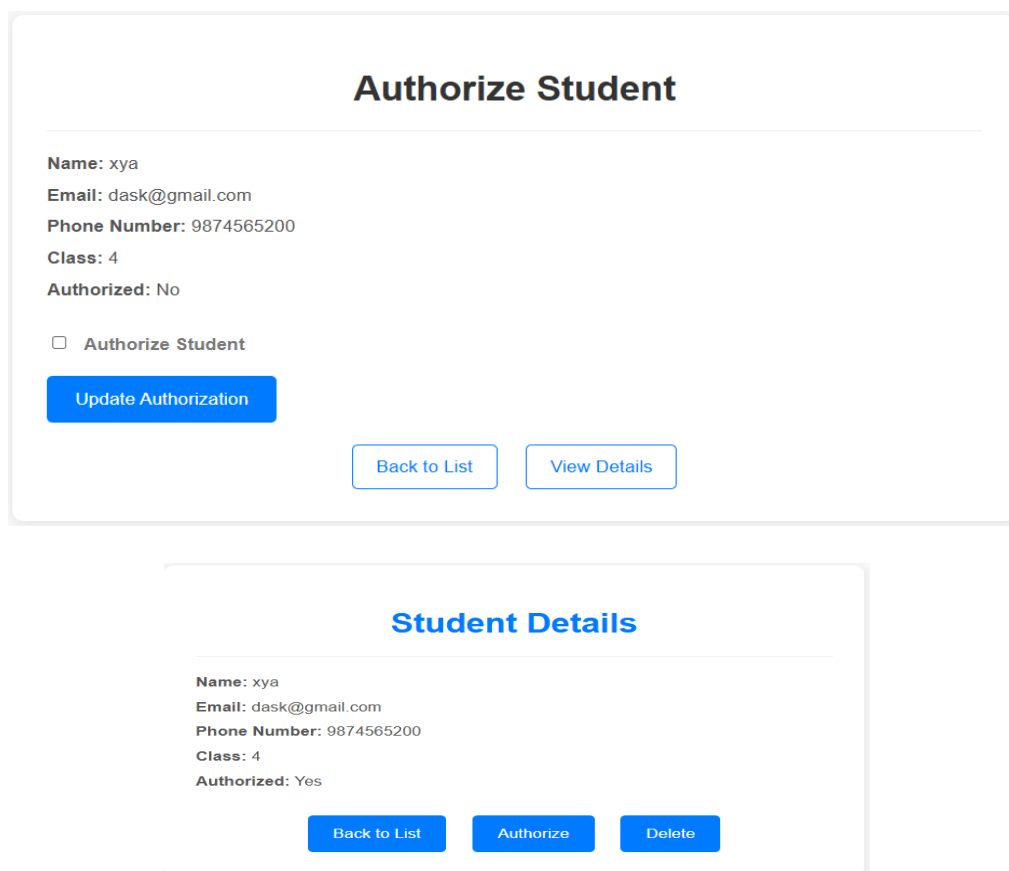 Authorize Student
Name: xya
Email: dask@gmail.com
Phone Number: 9874565200
Class: 4
Authorized: No
Authorize Student
Update Authorization
Back to List View Details
Student Details
Name: xya
Email: dask@gmail.com
Phone Number: 9874565200
Class: 4
Authorized: Yes
Back to List Authorize Delete